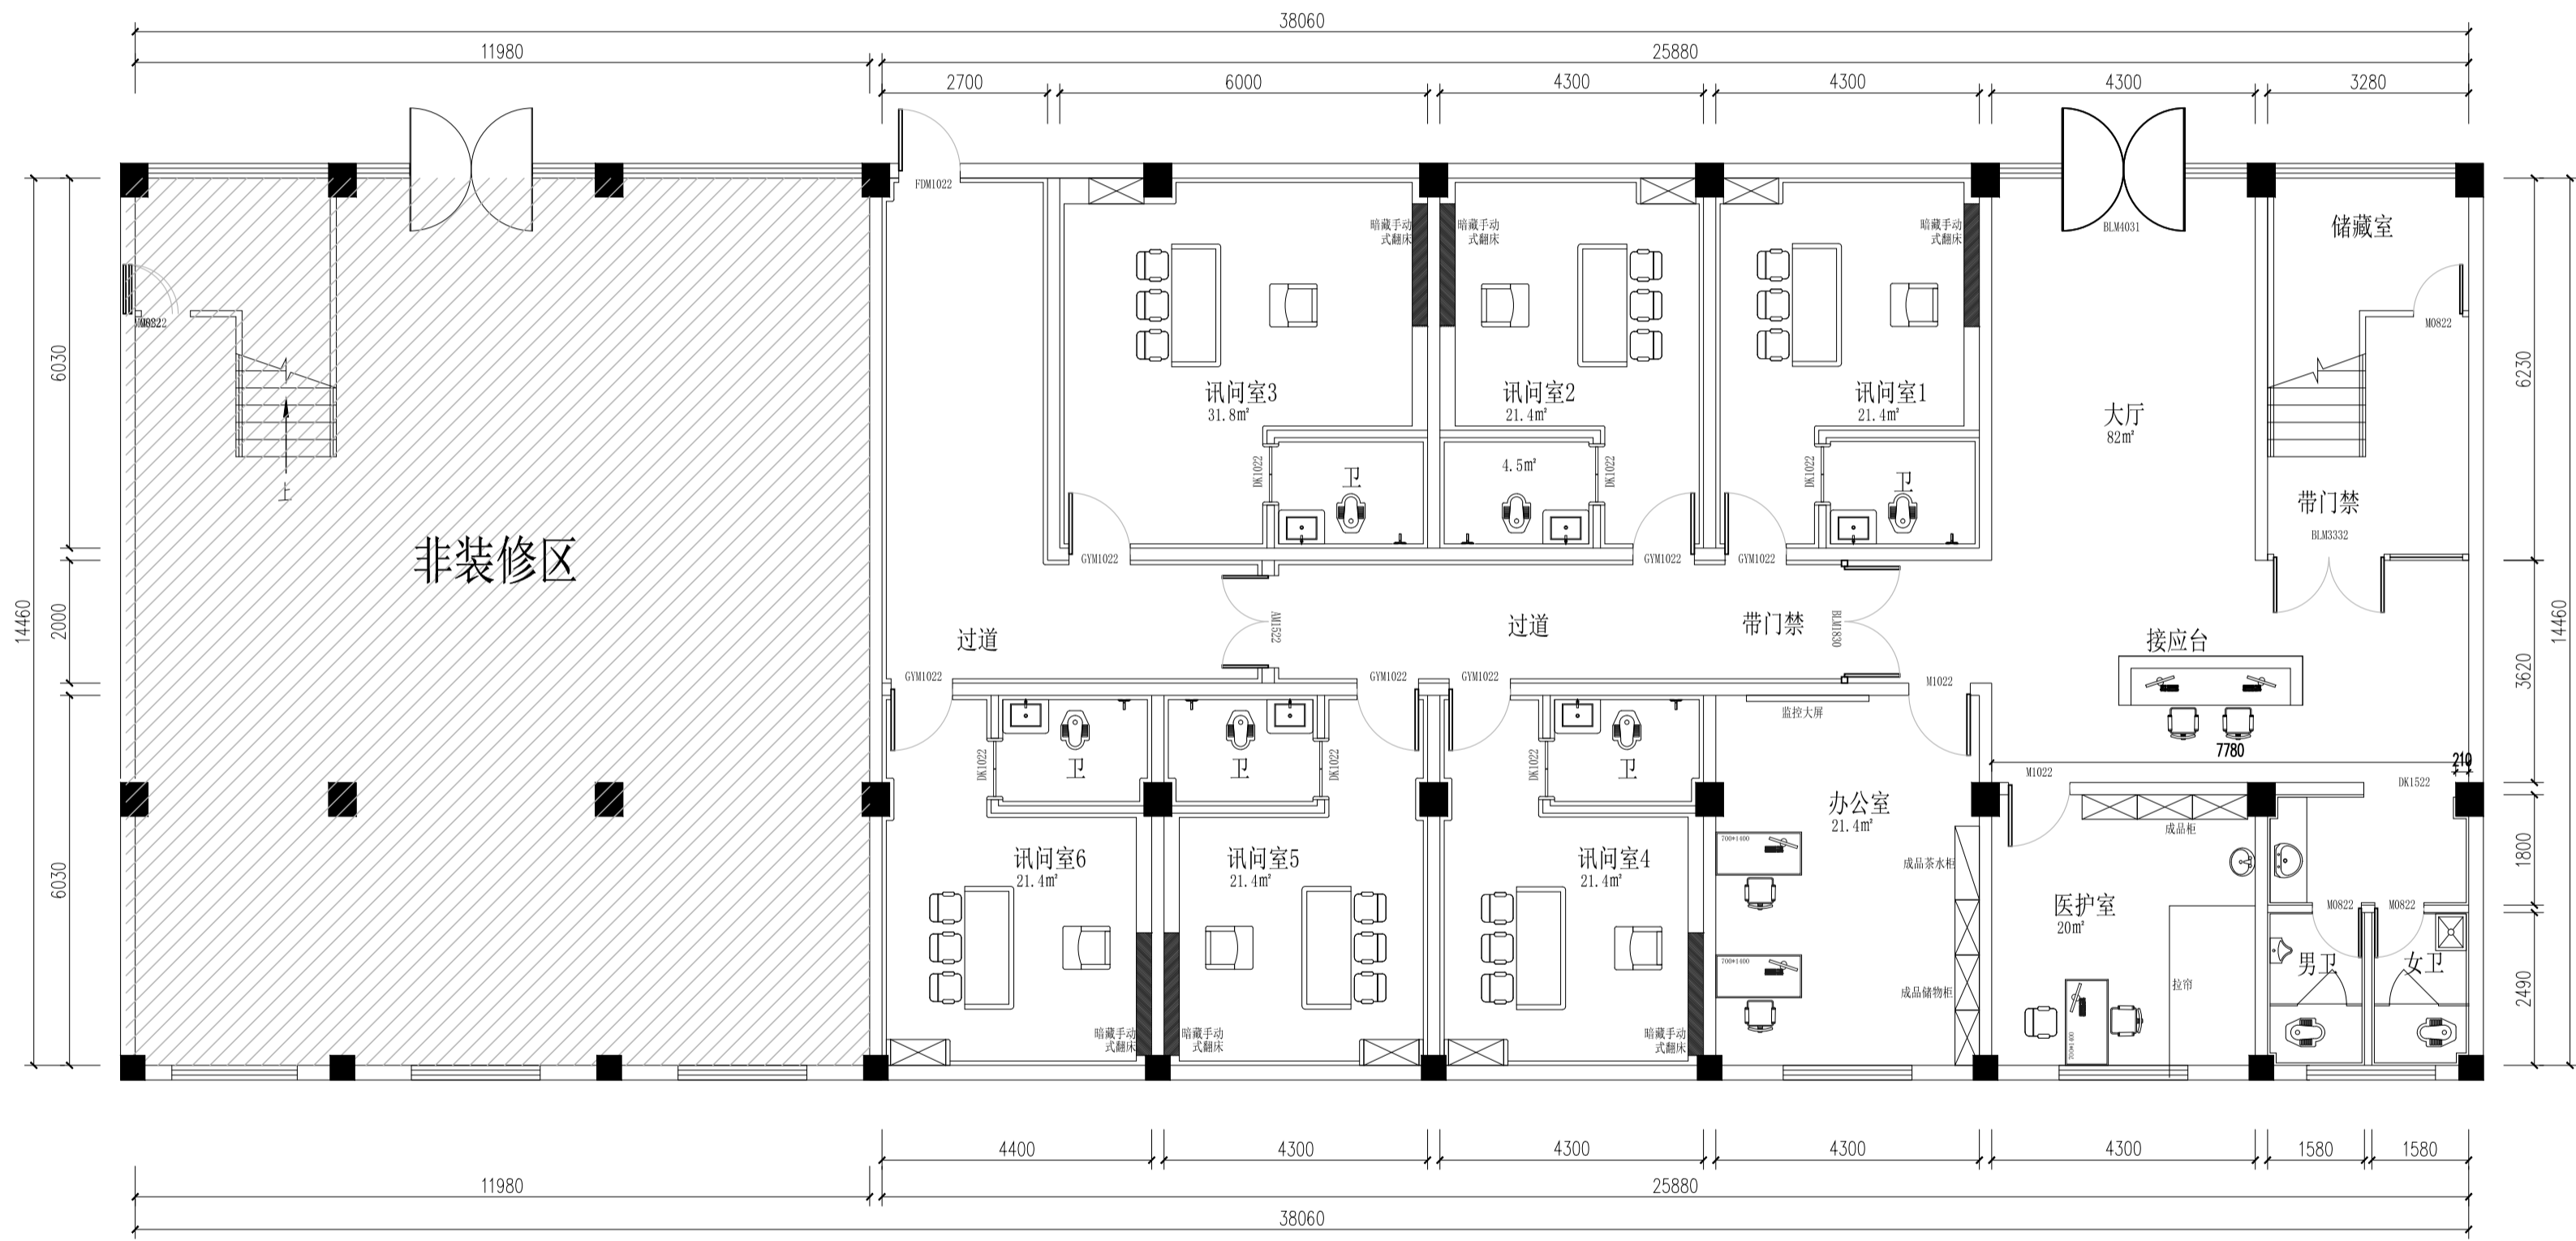 38060
11980
25880
2700
6000
4300
4300
4300
3280
FDM1022
BLM4031
暗藏手动
式翻床
暗藏手动
式翻床
暗藏手动
式翻床
储藏室
M0822
M0822
6030
6230
讯问室3
31.8㎡
讯问室2
21.4㎡
讯问室1
21.4㎡
大厅
82㎡
DK1022
卫
4.5㎡
DK1022
DK1022
卫
上
带门禁
BLM3332
非装修区
GYM1022
GYM1022
GYM1022
14460
2000
过道
AM1522
过道
带门禁
BLM1830
接应台
3620
14460
GYM1022
GYM1022
GYM1022
M1022
监控大屏
7780
210
DK1022
卫
卫
DK1022
DK1022
卫
M1022
DK1522
办公室
21.4㎡
成品柜
700*1400
讯问室6
21.4㎡
讯问室5
21.4㎡
讯问室4
21.4㎡
成品茶水柜
1800
6030
医护室
20㎡
M0822
M0822
700*1400
男卫
女卫
成品储物柜
拉帘
2490
暗藏手动
式翻床
暗藏手动
式翻床
暗藏手动
式翻床
700*1400
4400
4300
4300
4300
4300
1580
1580
11980
25880
38060